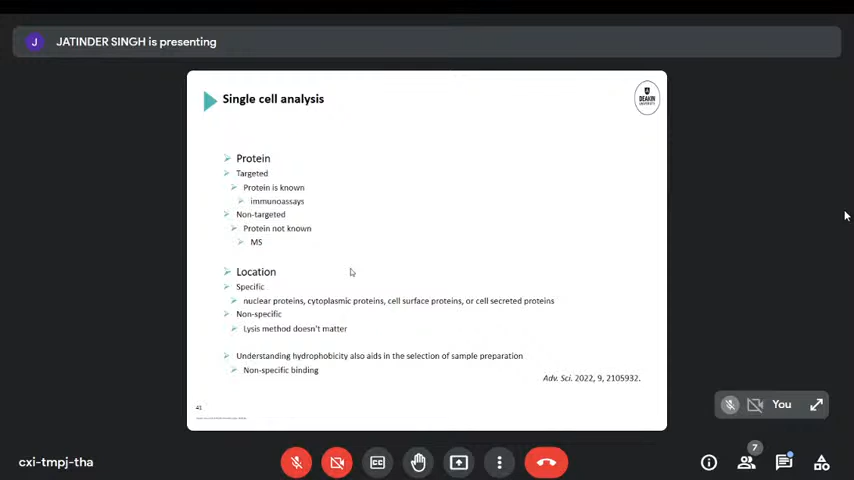 J JATINDER SINGH is presenting
Single cell analysis
DEAKIN
UNIVERSITY
Protein
Targeted
Protein is known
immunoassays
Non-targeted
Protein not known
MS
Location
Specific
nuclear proteins, cytoplasmic proteins, cell surface proteins, or cell secreted proteins
Non-specific
Lysis method doesn't matter
Understanding hydrophobicity also aids in the selection of sample preparation
Non-specific binding
Adv. Sci. 2022, 9, 2105932.
41
You
cxi-tmpj-tha
CC
7